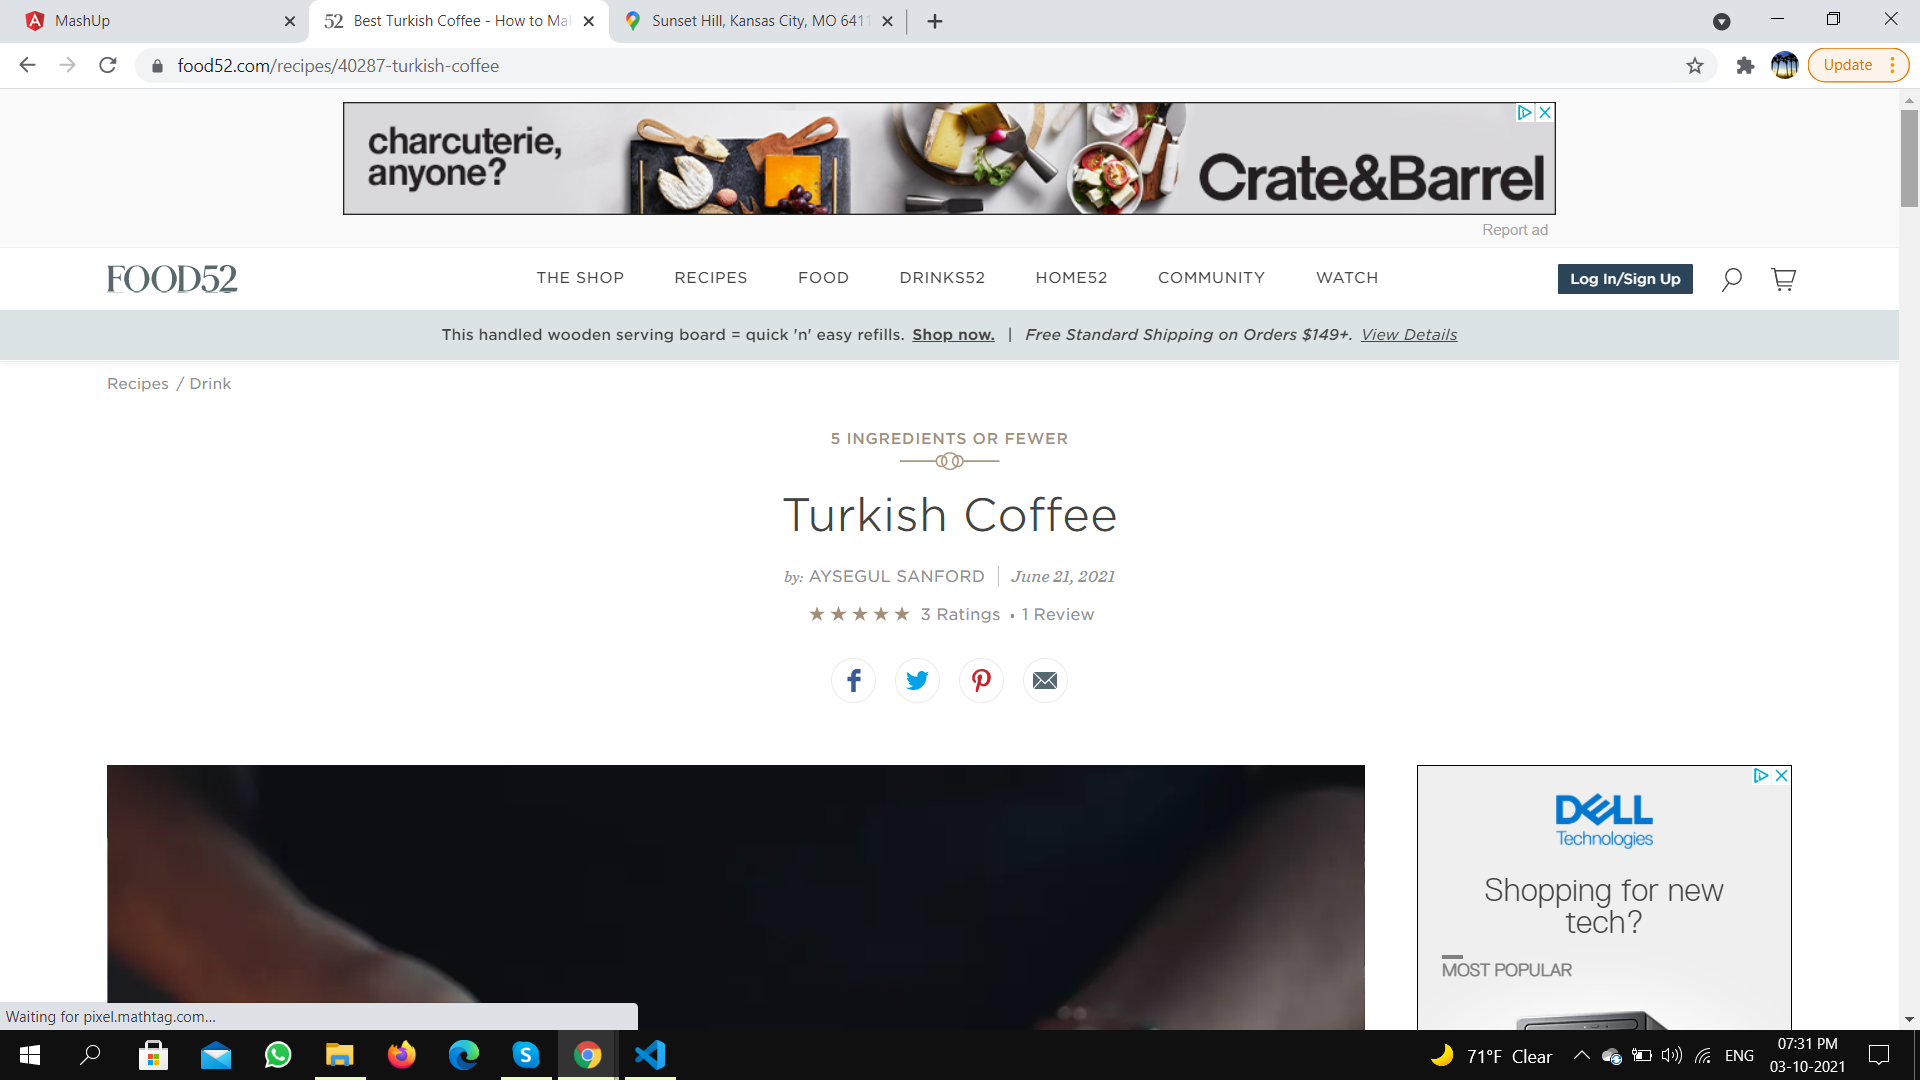 MashUp
52 Best Turkish Coffee - How to Ma
Sunset Hill, Kansas City, MO 641
food52.com/recipes/40287-turkish-coffee
Update
charcuterie,
anyone?
Crate&Barrel
Report ad
FOOD52
THE SHOP
RECIPES
FOOD
DRINKS52
HOME52
COMMUNITY
WATCH
Log In/Sign Up
This handled wooden serving board = quick 'n' easy refills. Shop now. | Free Standard Shipping on Orders $149+. View Details
Recipes / Drink
5 INGREDIENTS OR FEWER
Turkish Coffee
by: AYSEGUL SANFORD | June 21, 2021
3 Ratings • 1 Review
DELL
Technologies
Shopping for new
tech?
MOST POPULAR
Waiting for pixel.mathtag.com...
71°F Clear
ENG
07:31 PM
03-10-2021